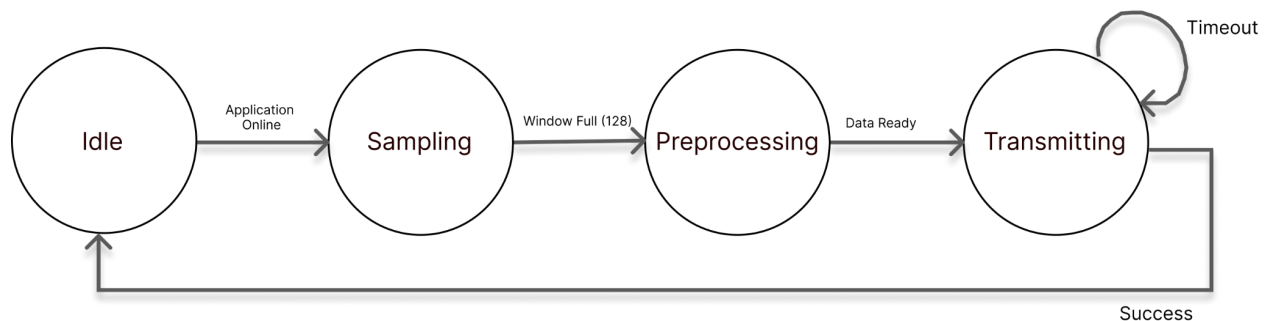 Timeout
Application
Online
Window Full (128)
Data Ready
Idle
Sampling
Preprocessing
Transmitting
Success